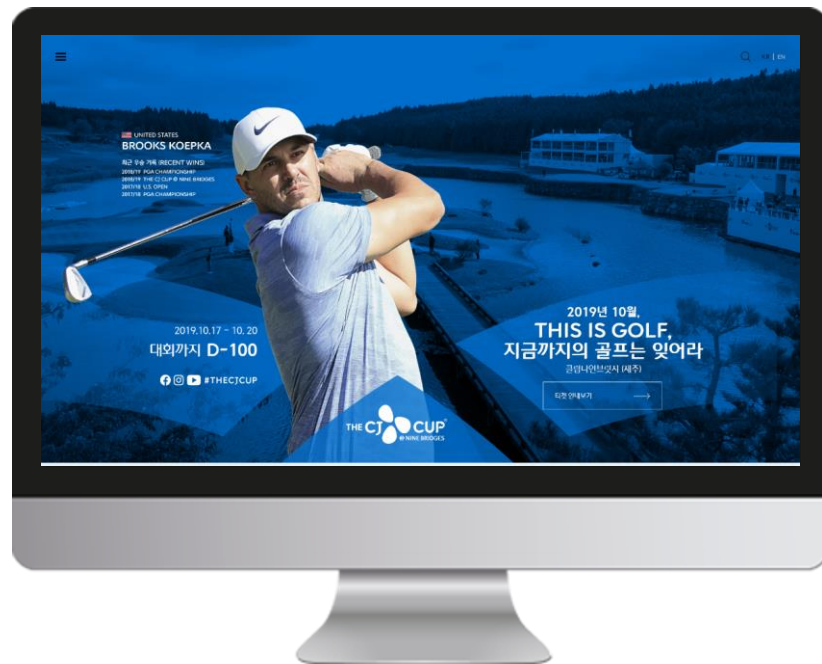 EN
UNITED STATES
BROOKS KOEPKA
최근 우승 기록 (RECENT WINS)
2018/19 PGA CHAMPIONSHIP
2018/19 THE CJ CUP @ NINE BRIDGES
2017/18 U.S. OPEN
2017/18 PGA CHAMPIONSHIP
2019.10.17 - 10. 20
대회까지 D-100
#THECJCUP
2019년 10월,
THIS IS GOLF,
지금까지의 골프는 잊어라
클럽나인브릿지 (제주)
티켓 안내보기
THE CJ CUP
@ NINE BRIDGES